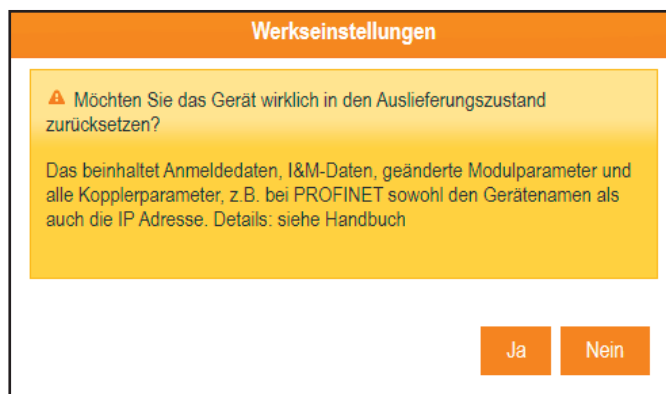 Werkseinstellungen
Möchten Sie das Gerät wirklich in den Auslieferungszustand
zurücksetzen?
Das beinhaltet Anmeldedaten, I&M-Daten, geänderte Modulparameter und
alle Kopplerparameter, z.B. bei PROFINET sowohl den Gerätenamen als
auch die IP Adresse. Details: siehe Handbuch
Ja Nein